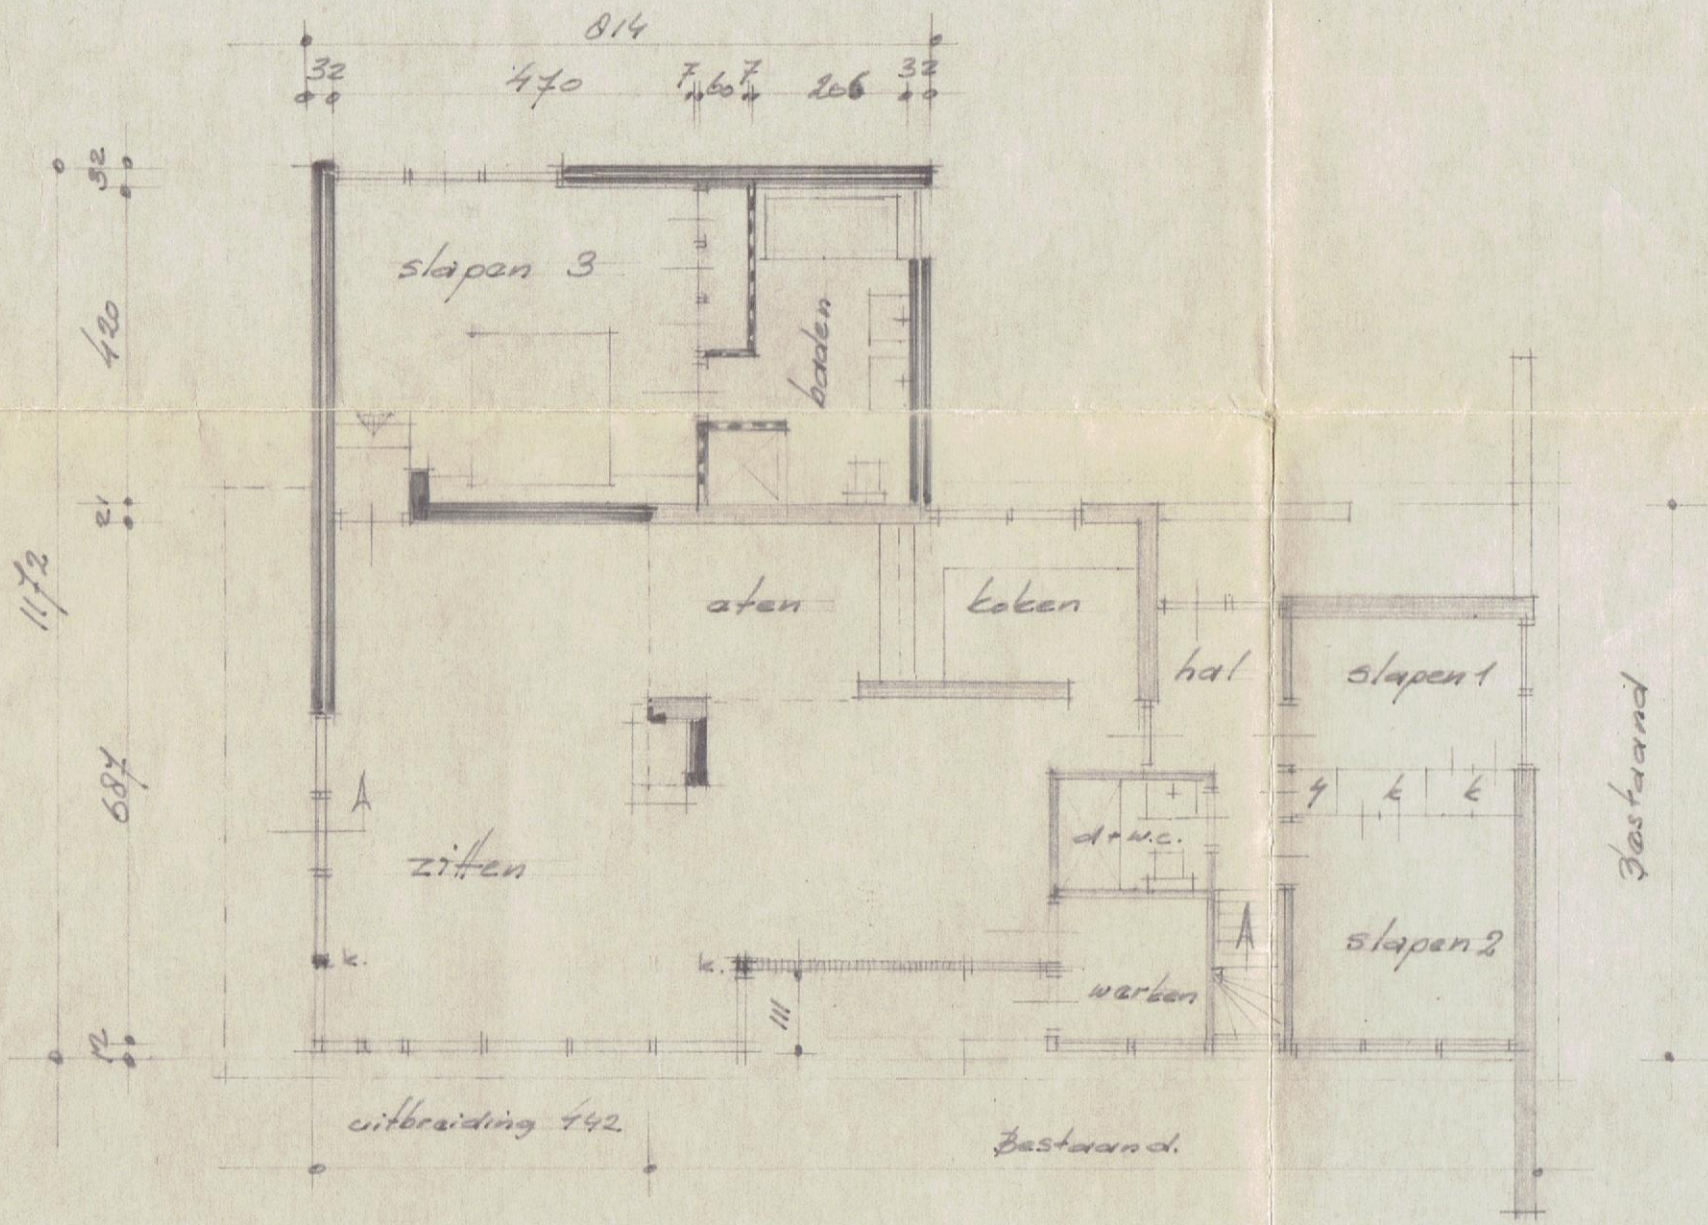 814
32 470 7 60 7 206 32
32
420
21
1172
687
12
slapen 3
baden
aten
koken
hal
slapen 1
k k
d + w.c.
zitten
slapen 2
k.
k.
werken
111
uitbreiding 442
Bestaand.
Bestaand